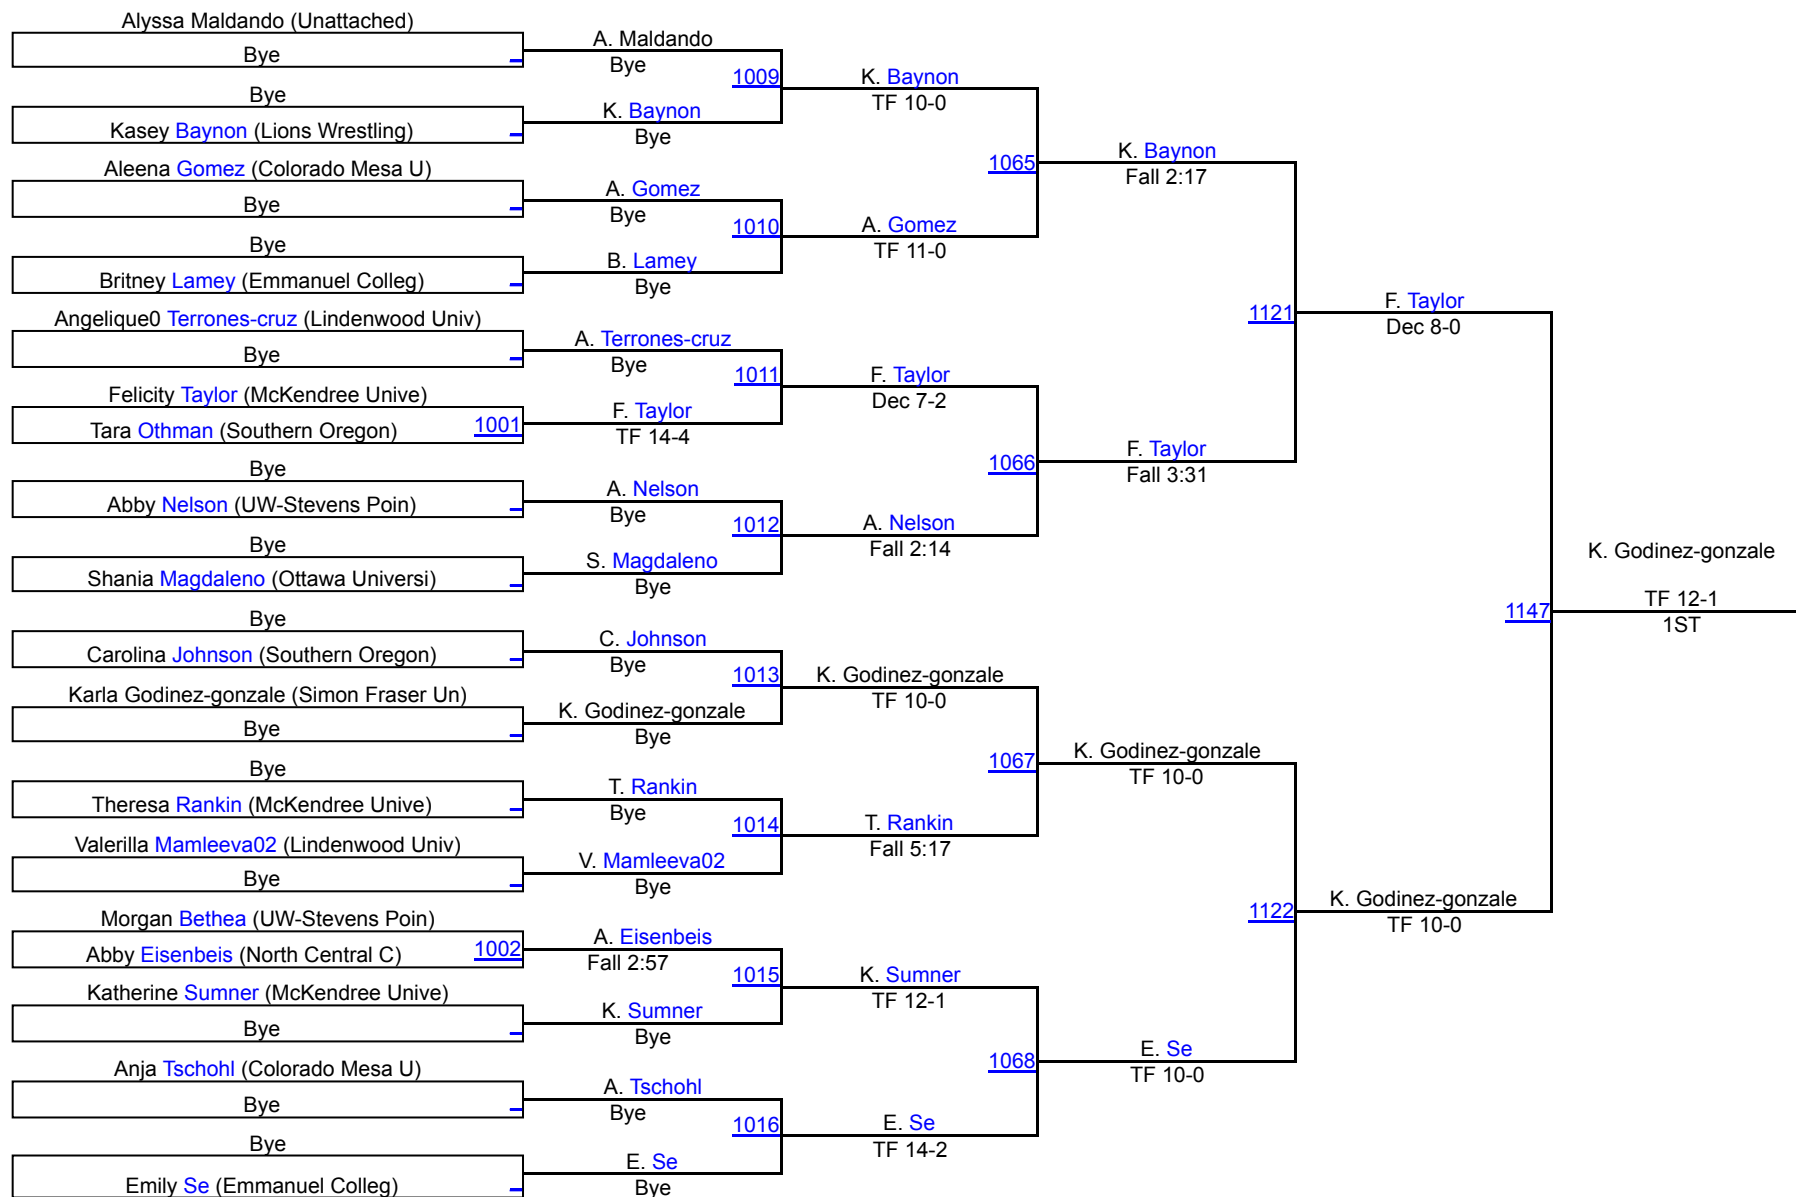 Alyssa Maldando (Unattached)
Bye
Bye
Kasey Baynon (Lions Wrestling)
Aleena Gomez (Colorado Mesa U)
Bye
Bye
Britney Lamey (Emmanuel Colleg)
Angelique0 Terrones-cruz (Lindenwood Univ)
Bye
Felicity Taylor (McKendree Unive)
Tara Othman (Southern Oregon) 1001
Bye
Abby Nelson (UW-Stevens Poin)
Bye
Shania Magdaleno (Ottawa Universi)
Bye
Carolina Johnson (Southern Oregon)
Karla Godinez-gonzale (Simon Fraser Un)
Bye
Bye
Theresa Rankin (McKendree Unive)
Valerilla Mamleeva02 (Lindenwood Univ)
Bye
Morgan Bethea (UW-Stevens Poin)
Abby Eisenbeis (North Central C) 1002
Katherine Sumner (McKendree Unive)
Bye
Anja Tschohl (Colorado Mesa U)
Bye
Bye
Emily Se (Emmanuel Colleg)
A. Maldando
Bye
1009
K. Baynon
Bye
A. Gomez
Bye
1010
B. Lamey
Bye
A. Terrones-cruz
Bye
1011
F. Taylor
TF 14-4
A. Nelson
Bye
1012
S. Magdaleno
Bye
C. Johnson
Bye
1013
K. Godinez-gonzale
Bye
T. Rankin
Bye
1014
V. Mamleeva02
Bye
A. Eisenbeis
Fall 2:57
1015
K. Sumner
Bye
A. Tschohl
Bye
1016
E. Se
Bye
K. Baynon
TF 10-0
1065
A. Gomez
TF 11-0
F. Taylor
Dec 7-2
1066
A. Nelson
Fall 2:14
K. Godinez-gonzale
TF 10-0
1067
T. Rankin
Fall 5:17
K. Sumner
TF 12-1
1068
E. Se
TF 14-2
K. Baynon
Fall 2:17
1121
F. Taylor
Fall 3:31
K. Godinez-gonzale
TF 10-0
1122
E. Se
TF 10-0
F. Taylor
Dec 8-0
1147
K. Godinez-gonzale
TF 10-0
K. Godinez-gonzale
TF 12-1
1ST